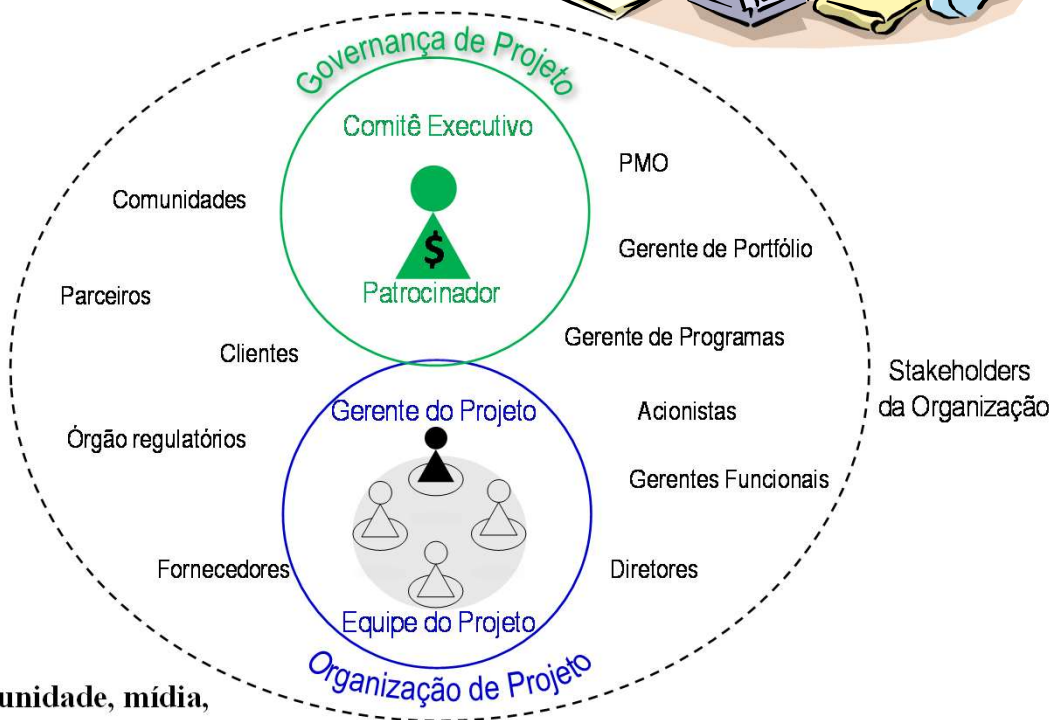 Governança de Projeto
Comitê Executivo
$
Patrocinador
Comunidades
Parceiros
Clientes
Órgão regulatórios
Fornecedores
PMO
Gerente de Portfólio
Gerente de Programas
Acionistas
Gerentes Funcionais
Diretores
Stakeholders
da Organização
Gerente do Projeto
Equipe do Projeto
Organização de Projeto
unidade, mídia,